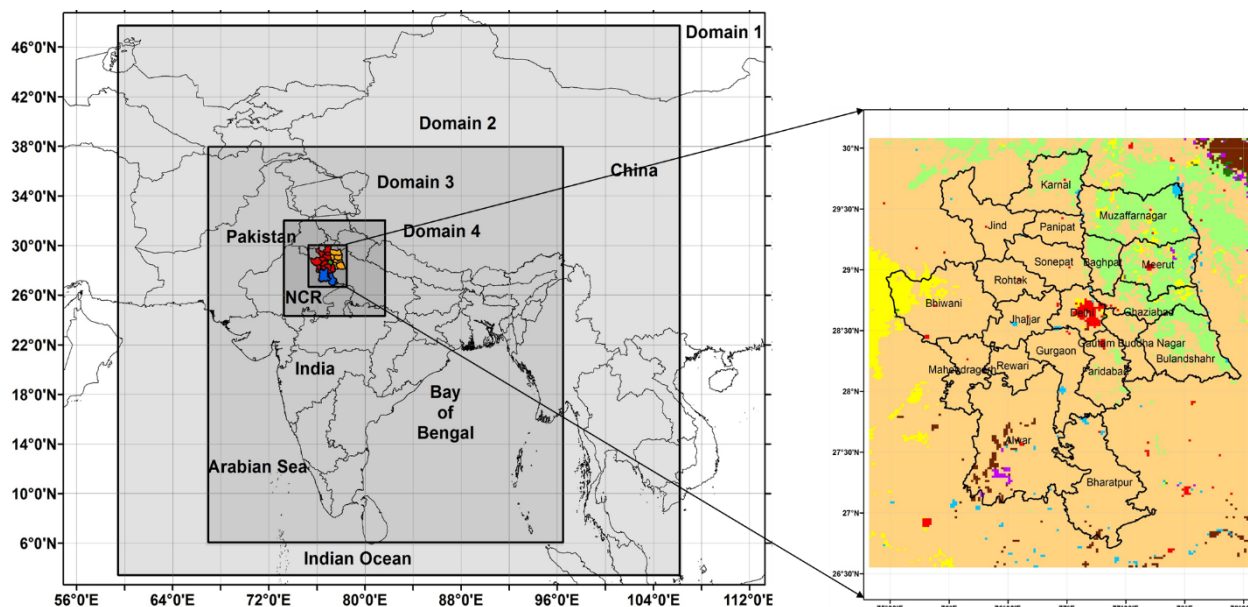 46°0'N
42°0'N
38°0'N
34°0'N
30°0'N
26°0'N
22°0'N
18°0'N
14°0'N
10°0'N
6°0'N
56°0'E
64°0'E
72°0'E
80°0'E
88°0'E
96°0'E
104°0'E
112°0'E
Domain 1
Domain 2
Domain 3
China
Domain 4
Pakistan
NCR
India
Bay
of
Bengal
Arabian Sea
Indian Ocean
30°N
29°30'N
29°N
28°30'N
28°N
27°30'N
27°N
26°30'N
Karnal
Muzaffarnagar
Jind
Panipat
Sonepat
Baghpat
Meerut
Rohtak
Bhiwani
Jhajjar
Delhi
Ghaziabad
Gautam Buddha Nagar
Gurgaon
Bulandshahr
Mahendragarh
Rewari
Faridabad
Alwar
Bharatpur